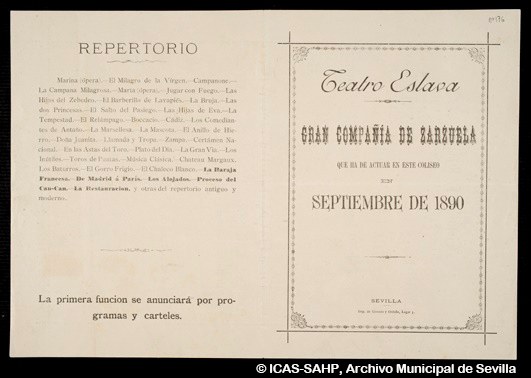 REPERTORIO
Marina (ópera).—El Milagro de la Virgen.—Campanone.—
La Campana Milagrosa.—Marta (ópera).—Jugar con Fuego.—Las
Hijas del Zebedeo.—El Barberillo de Lavapiés.—La Bruja.—Las
dos Princesas.—El Salto del Pasiego.—Las Hijas de Eva.—La
Tempestad.—El Relámpago.—Boccacio.—Cádiz.—Los Comedian-
tes de Antaño.—La Marsellesa.—La Mascota.—El Anillo de Hie-
rro.—Doña Juanita.—Llamada y Tropa.—Zampa.—Certámen Na-
cional.—En las Astas del Toro.—Plato del Día.—La Gran Vía.—Los
Inútiles.—Toros de Puntas.—Música Clásica.—Chateau Margaux.
Los Baturros.—El Gorro Frigio.—El Chaleco Blanco.—La Baraja
Francesa.—De Madrid á París.—Los Alojados.—Proceso del
Can-Can.—La Restauracion, y otras del repertorio antiguo y
moderno.
La primera funcion se anunciará por pro-
gramas y carteles.
Teatro Eslava
GRAN COMPAÑÍA DE ZARZUELA
QUE HA DE ACTUAR EN ESTE COLISEO
EN
SEPTIEMBRE DE 1890
SEVILLA
© ICAS-SAHP, Archivo Municipal de Sevilla